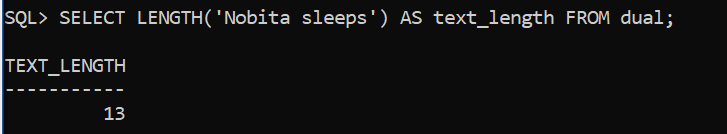 SQL> SELECT LENGTH('Nobita sleeps') AS text_length FROM dual;
TEXT_LENGTH
-----------
13